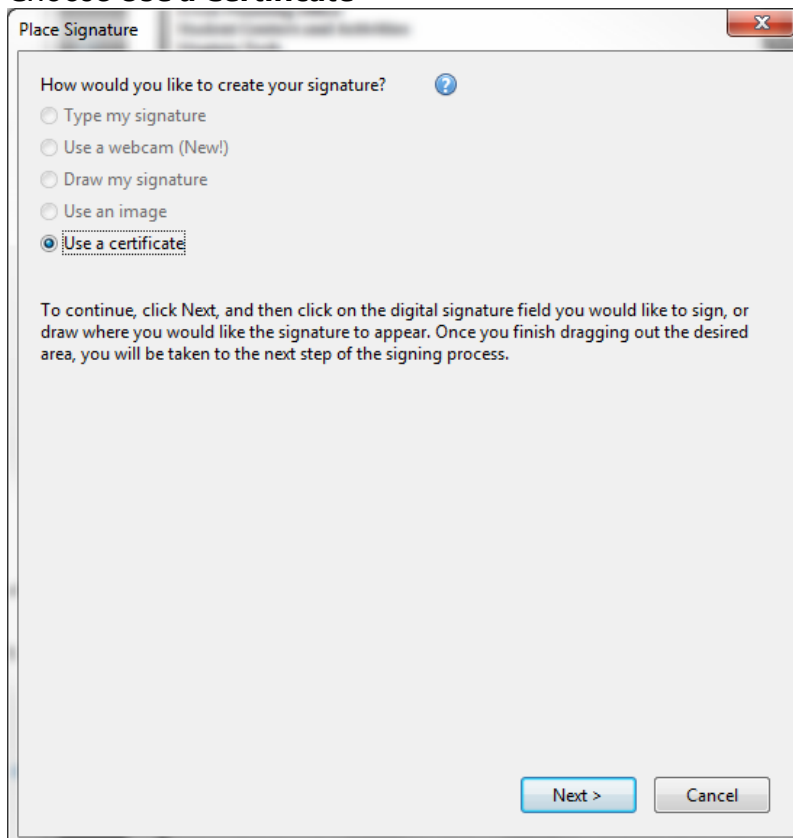 Choose Use a Certificate
Place Signature
How would you like to create your signature?
Type my signature
Use a webcam (New!)
Draw my signature
Use an image
Use a certificate
To continue, click Next, and then click on the digital signature field you would like to sign, or
draw where you would like the signature to appear. Once you finish dragging out the desired
area, you will be taken to the next step of the signing process.
Next >
Cancel